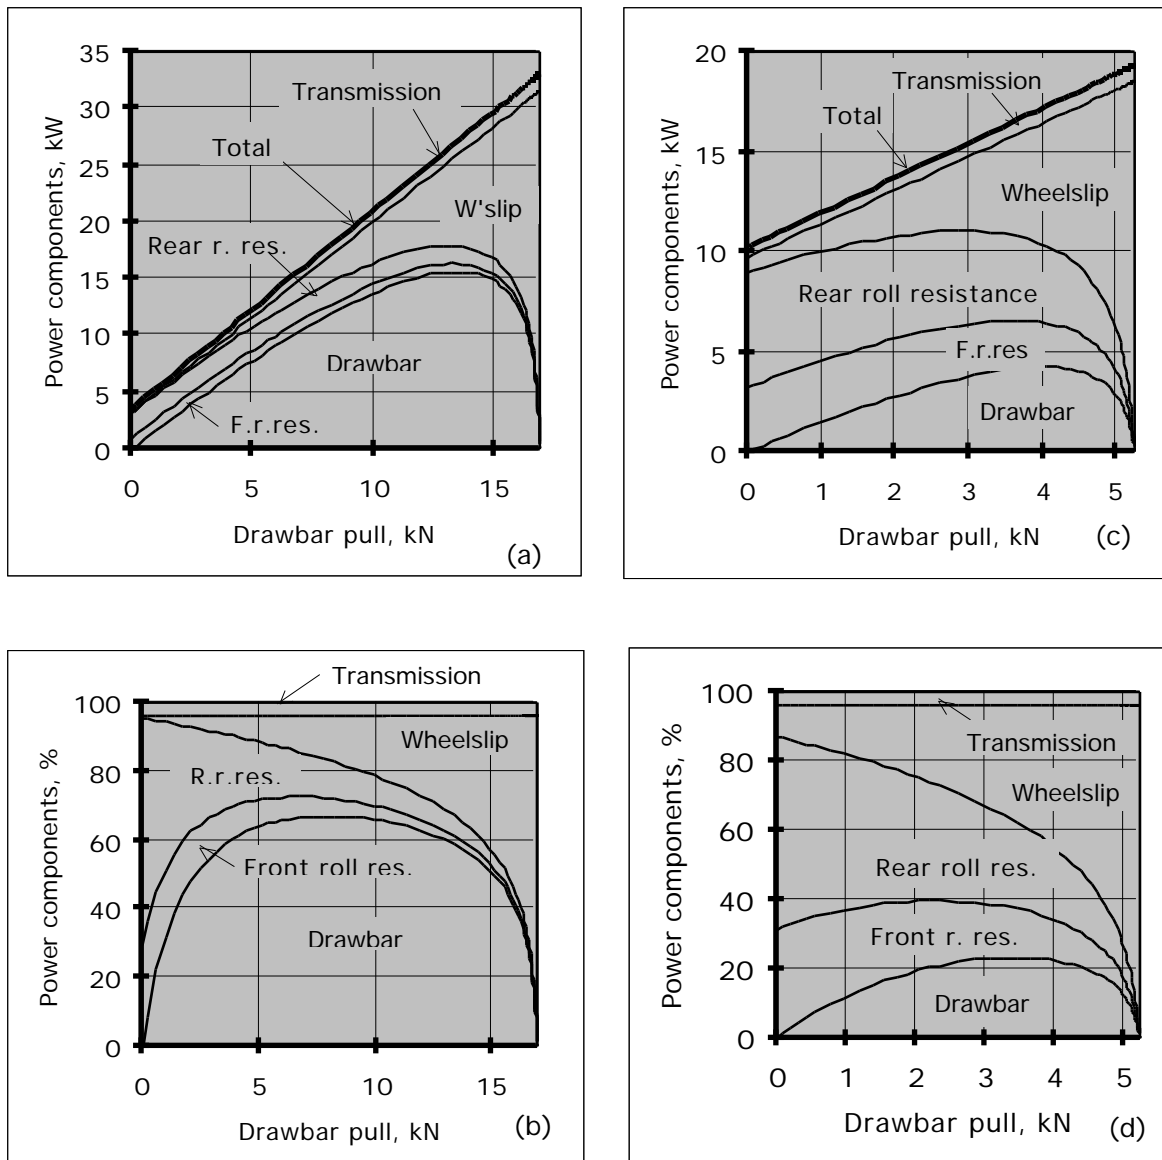 35
30
25
20
15
10
5
0
Power components, kW
Transmission
Total
W'slip
Rear r. res.
Drawbar
F.r.res.
0 5 10 15
Drawbar pull, kN
(a)
20
15
10
5
0
Power components, kW
Transmission
Total
Wheelslip
Rear roll resistance
F.r.res
Drawbar
0 1 2 3 4 5
Drawbar pull, kN
(c)
Transmission
100
80
60
40
20
0
Power components, %
Wheelslip
R.r.res.
Front roll res.
Drawbar
0 5 10 15
Drawbar pull, kN
(b)
100
80
60
40
20
0
Power components, %
Transmission
Wheelslip
Rear roll res.
Front r. res.
Drawbar
0 1 2 3 4 5
Drawbar pull, kN
(d)